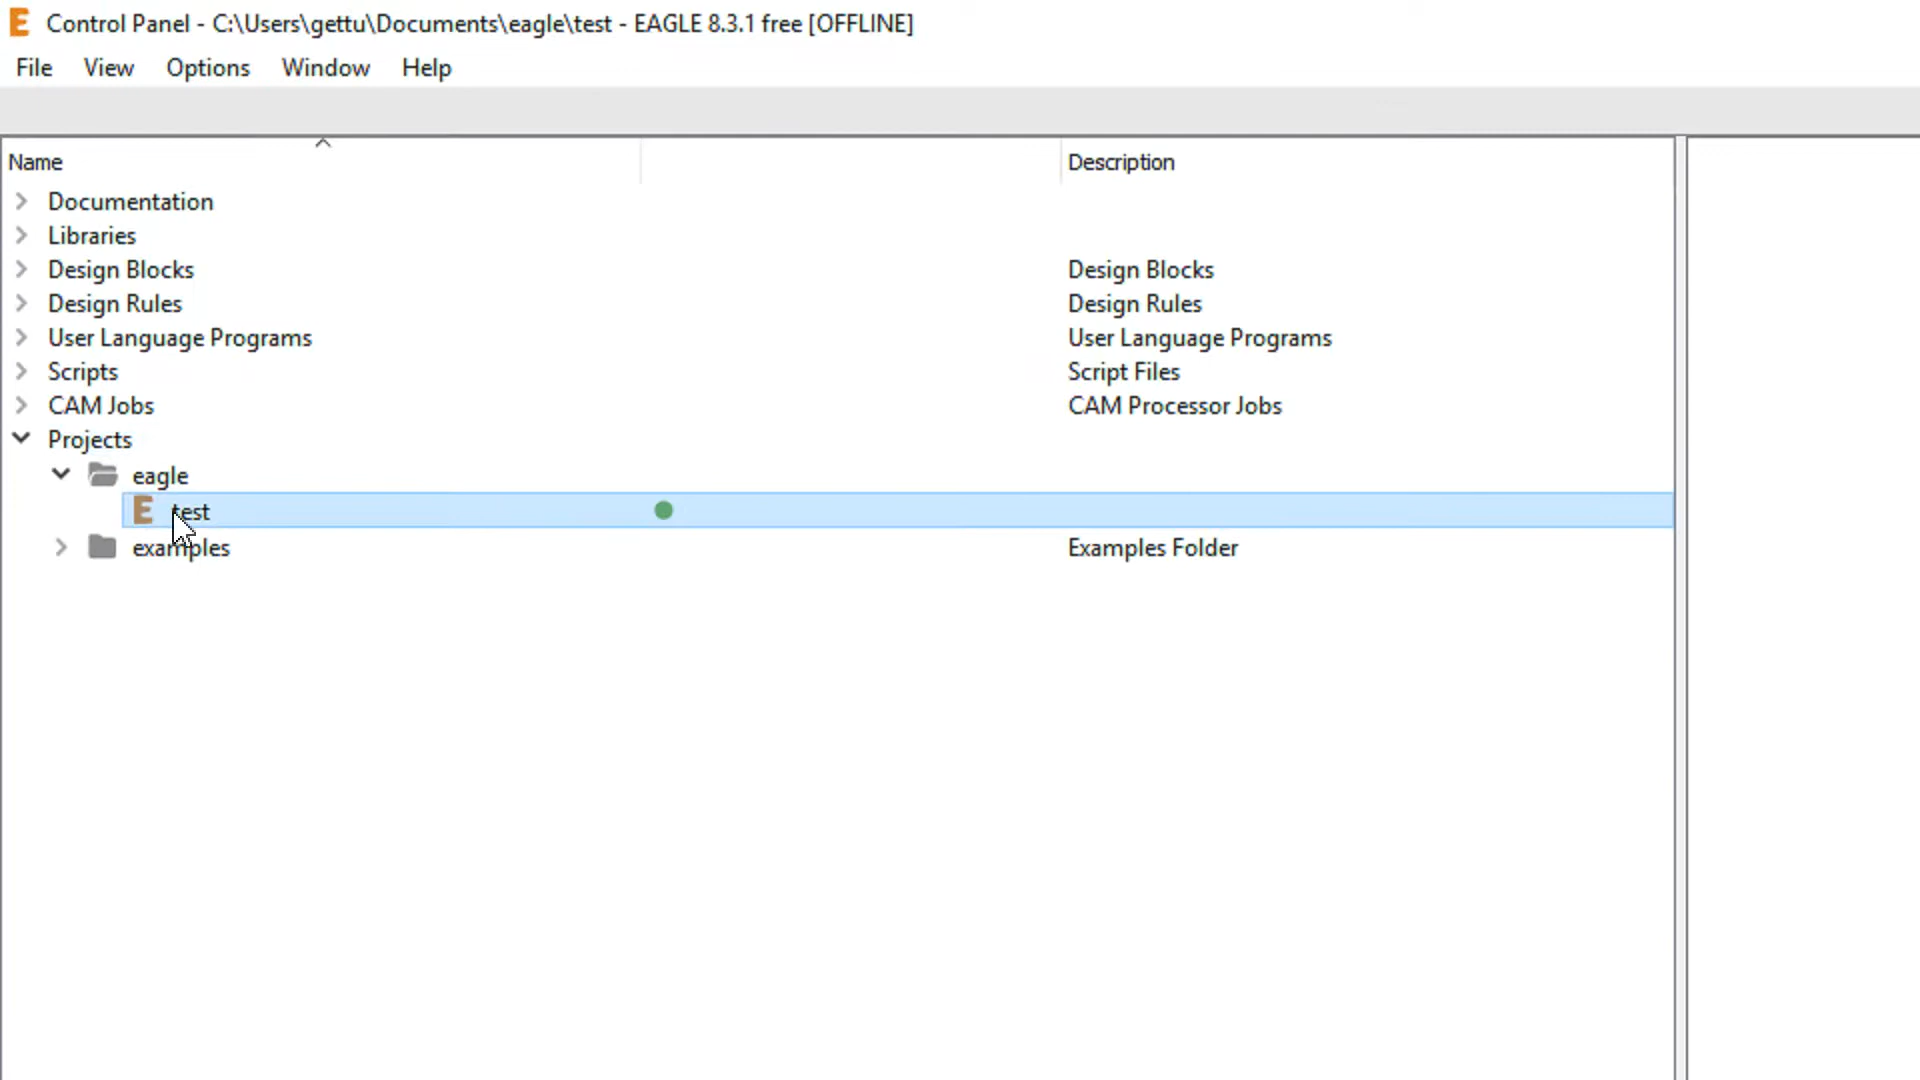 Control Panel - C:\Users\gettu\Documents\eagle\test - EAGLE 8.3.1 free [OFFLINE]
File View Options Window Help
Name Description
Documentation
Libraries
Design Blocks Design Blocks
Design Rules Design Rules
User Language Programs User Language Programs
Scripts Script Files
CAM Jobs CAM Processor Jobs
Projects
eagle
test
examples Examples Folder